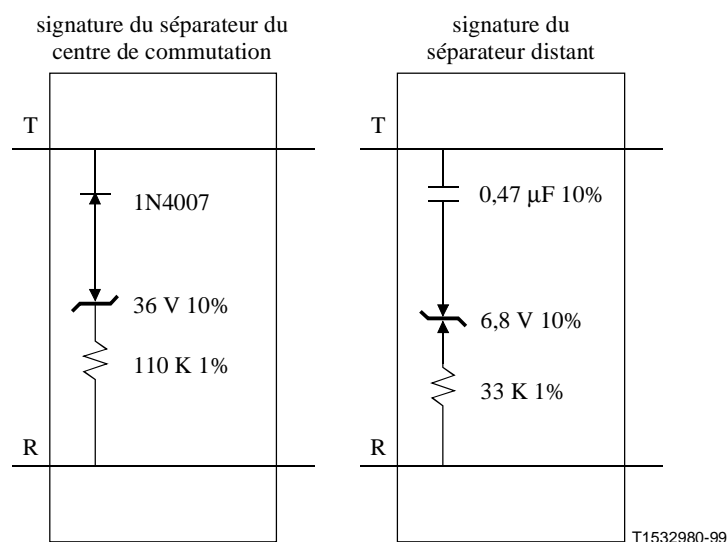 signature du séparateur du
centre de commutation
T
1N4007
36 V 10%
110 K 1%
R
signature du
séparateur distant
T
0,47 µF 10%
6,8 V 10%
33 K 1%
R
T1532980-99